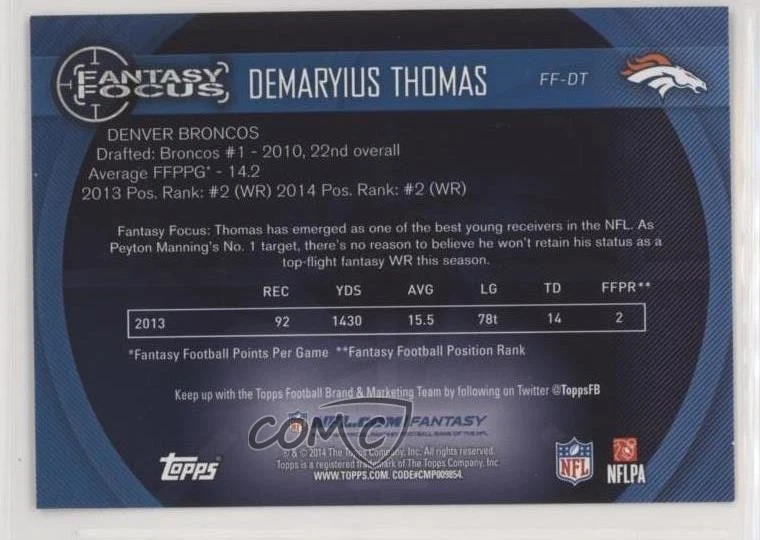 FANTASY FOCUS DEMARYIUS THOMAS FF-DT
DENVER BRONCOS
Drafted: Broncos #1 - 2010, 22nd overall
Average FFPPG* - 14.2
2013 Pos. Rank: #2 (WR) 2014 Pos. Rank: #2 (WR)
Fantasy Focus: Thomas has emerged as one of the best young receivers in the NFL. As
Peyton Manning's No. 1 target, there's no reason to believe he won't retain his status as a
top-flight fantasy WR this season.
REC YDS AVG LG TD FFPR**
2013 92 1430 15.5 78t 14 2
*Fantasy Football Points Per Game **Fantasy Football Position Rank
Keep up with the Topps Football Brand & Marketing Team by following on Twitter @ToppsFB
NFL NFL.COM/FANTASY
COMC
® & © 2014 The Topps Company, Inc. All rights reserved.
Topps is a registered trademark of The Topps Company, Inc.
WWW.TOPPS.COM. CODE#CMP009854.
Topps
NFL
NFLPA